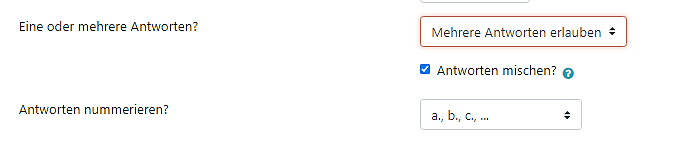 Eine oder mehrere Antworten?
Mehrere Antworten erlauben
Antworten mischen?
Antworten nummerieren?
a., b., c., ...